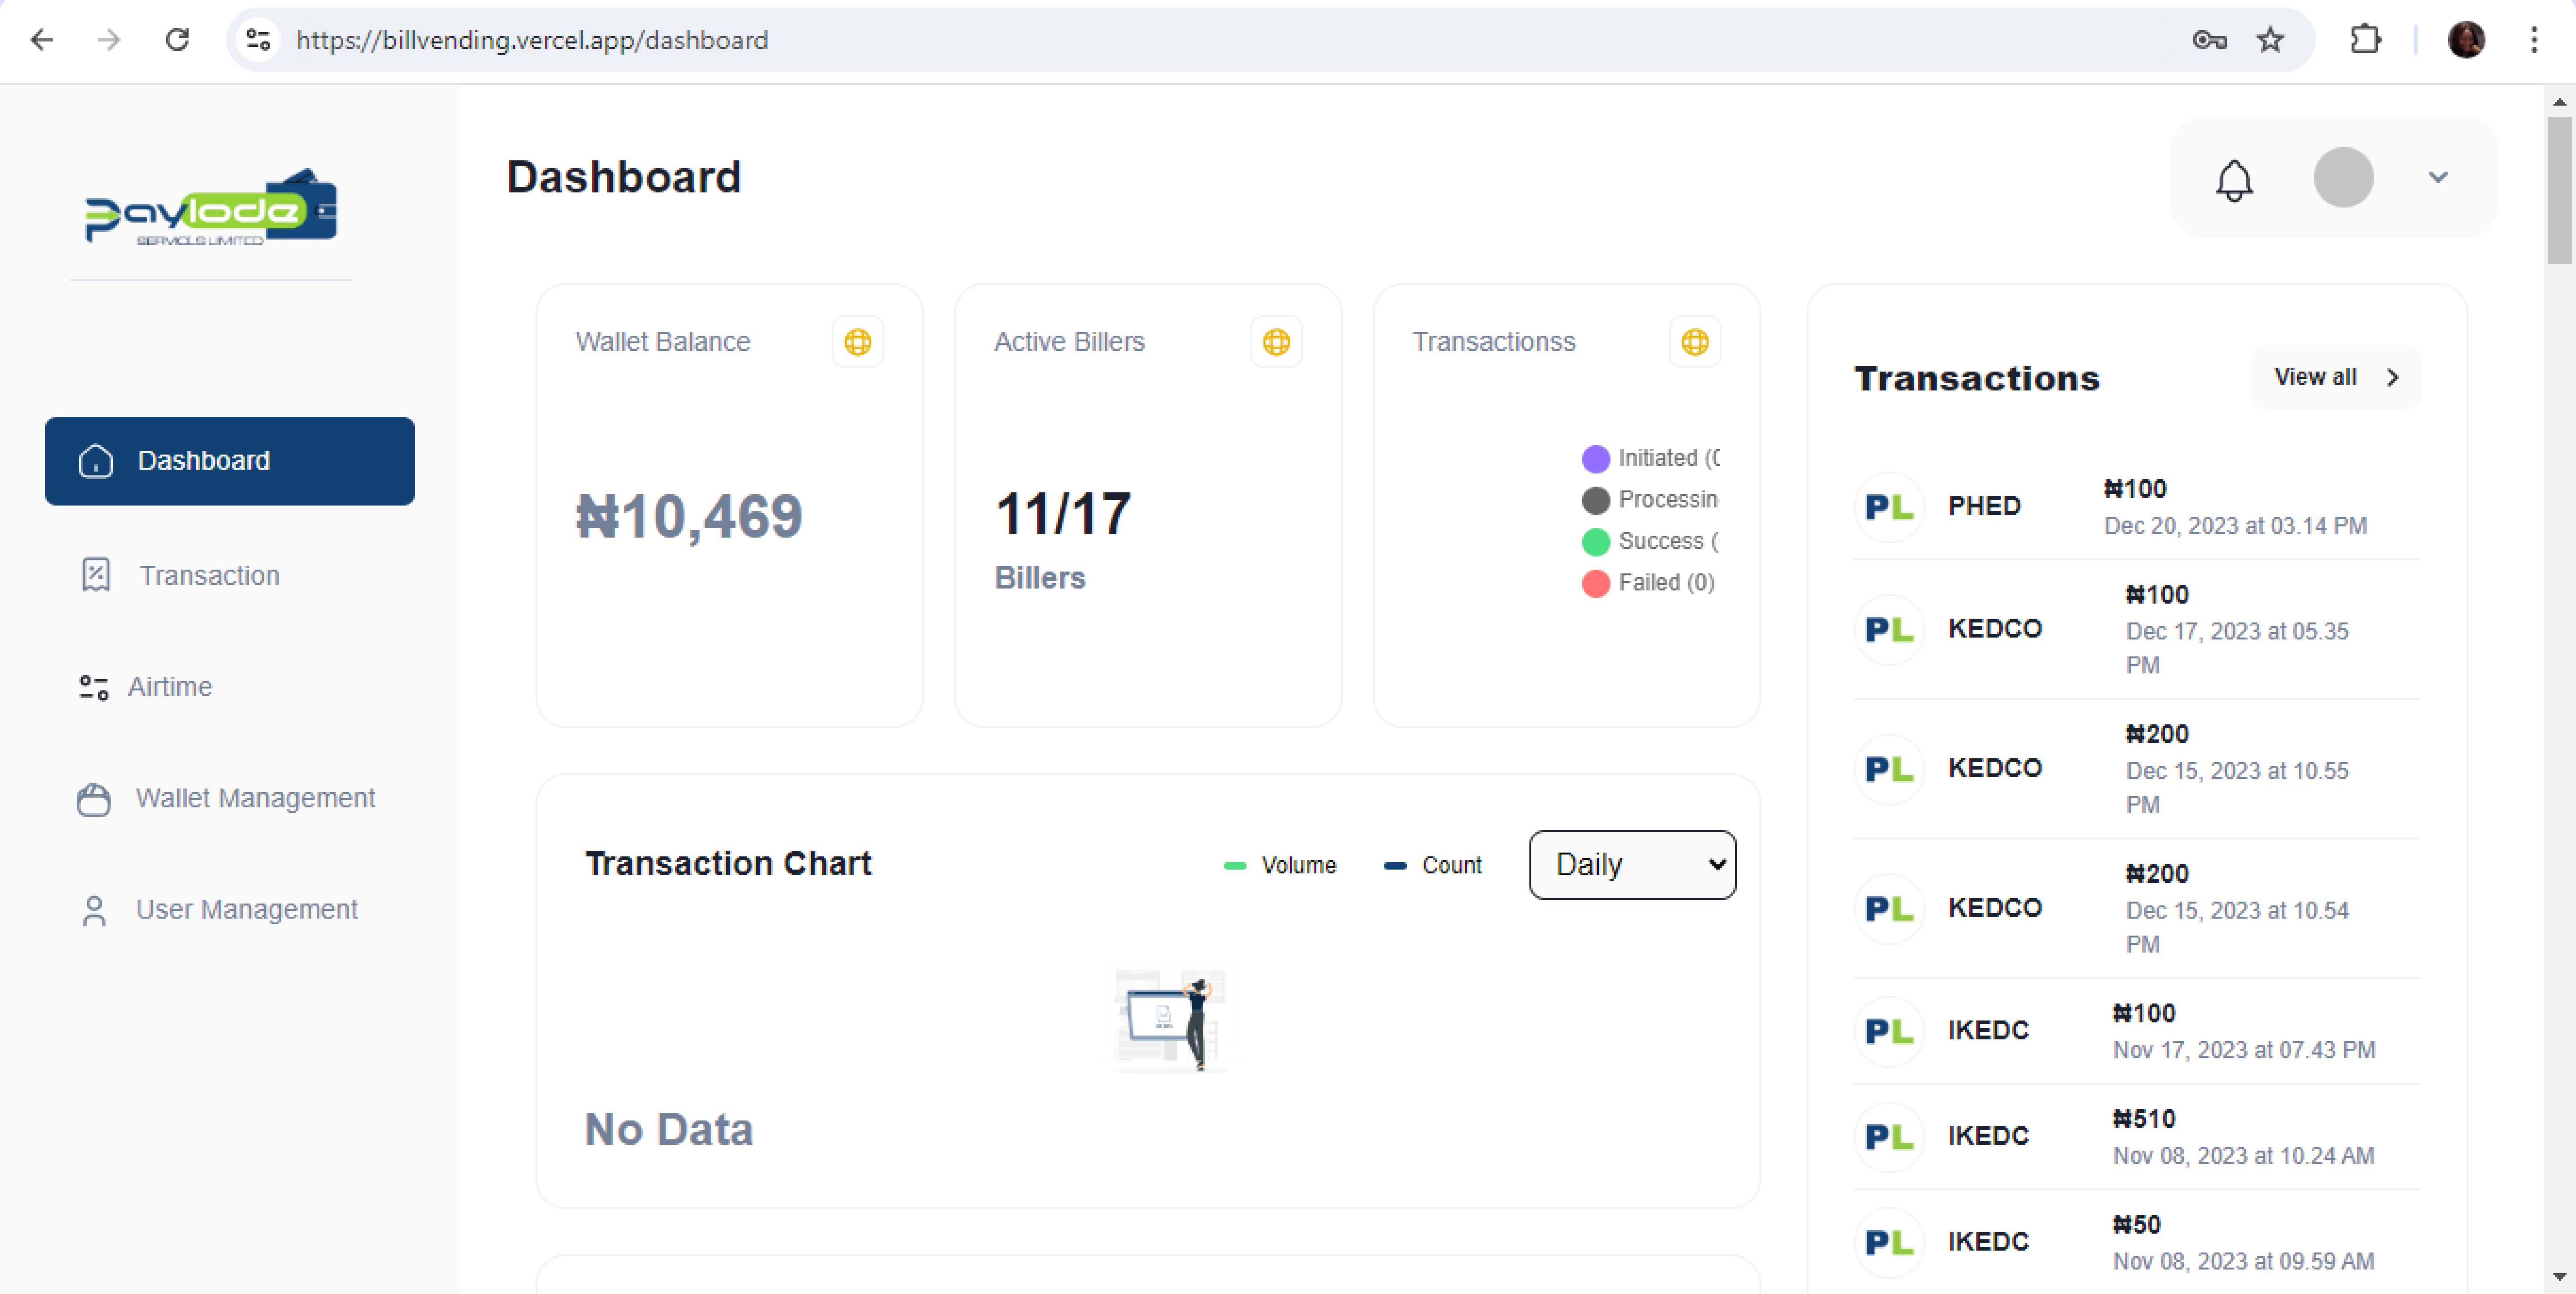 https://billvending.vercel.app/dashboard
Paylode
SERVICES LIMITED
Dashboard
Transaction
Airtime
Wallet Management
User Management
Dashboard
Wallet Balance
₦10,469
Active Billers
11/17
Billers
Transactionss
Initiated (0
Processin
Success (
Failed (0)
Transaction Chart
Volume
Count
Daily
No Data
Transactions
View all
PL
PHED
₦100
Dec 20, 2023 at 03.14 PM
PL
KEDCO
₦100
Dec 17, 2023 at 05.35
PM
PL
KEDCO
₦200
Dec 15, 2023 at 10.55
PM
PL
KEDCO
₦200
Dec 15, 2023 at 10.54
PM
PL
IKEDC
₦100
Nov 17, 2023 at 07.43 PM
PL
IKEDC
₦510
Nov 08, 2023 at 10.24 AM
PL
IKEDC
₦50
Nov 08, 2023 at 09.59 AM